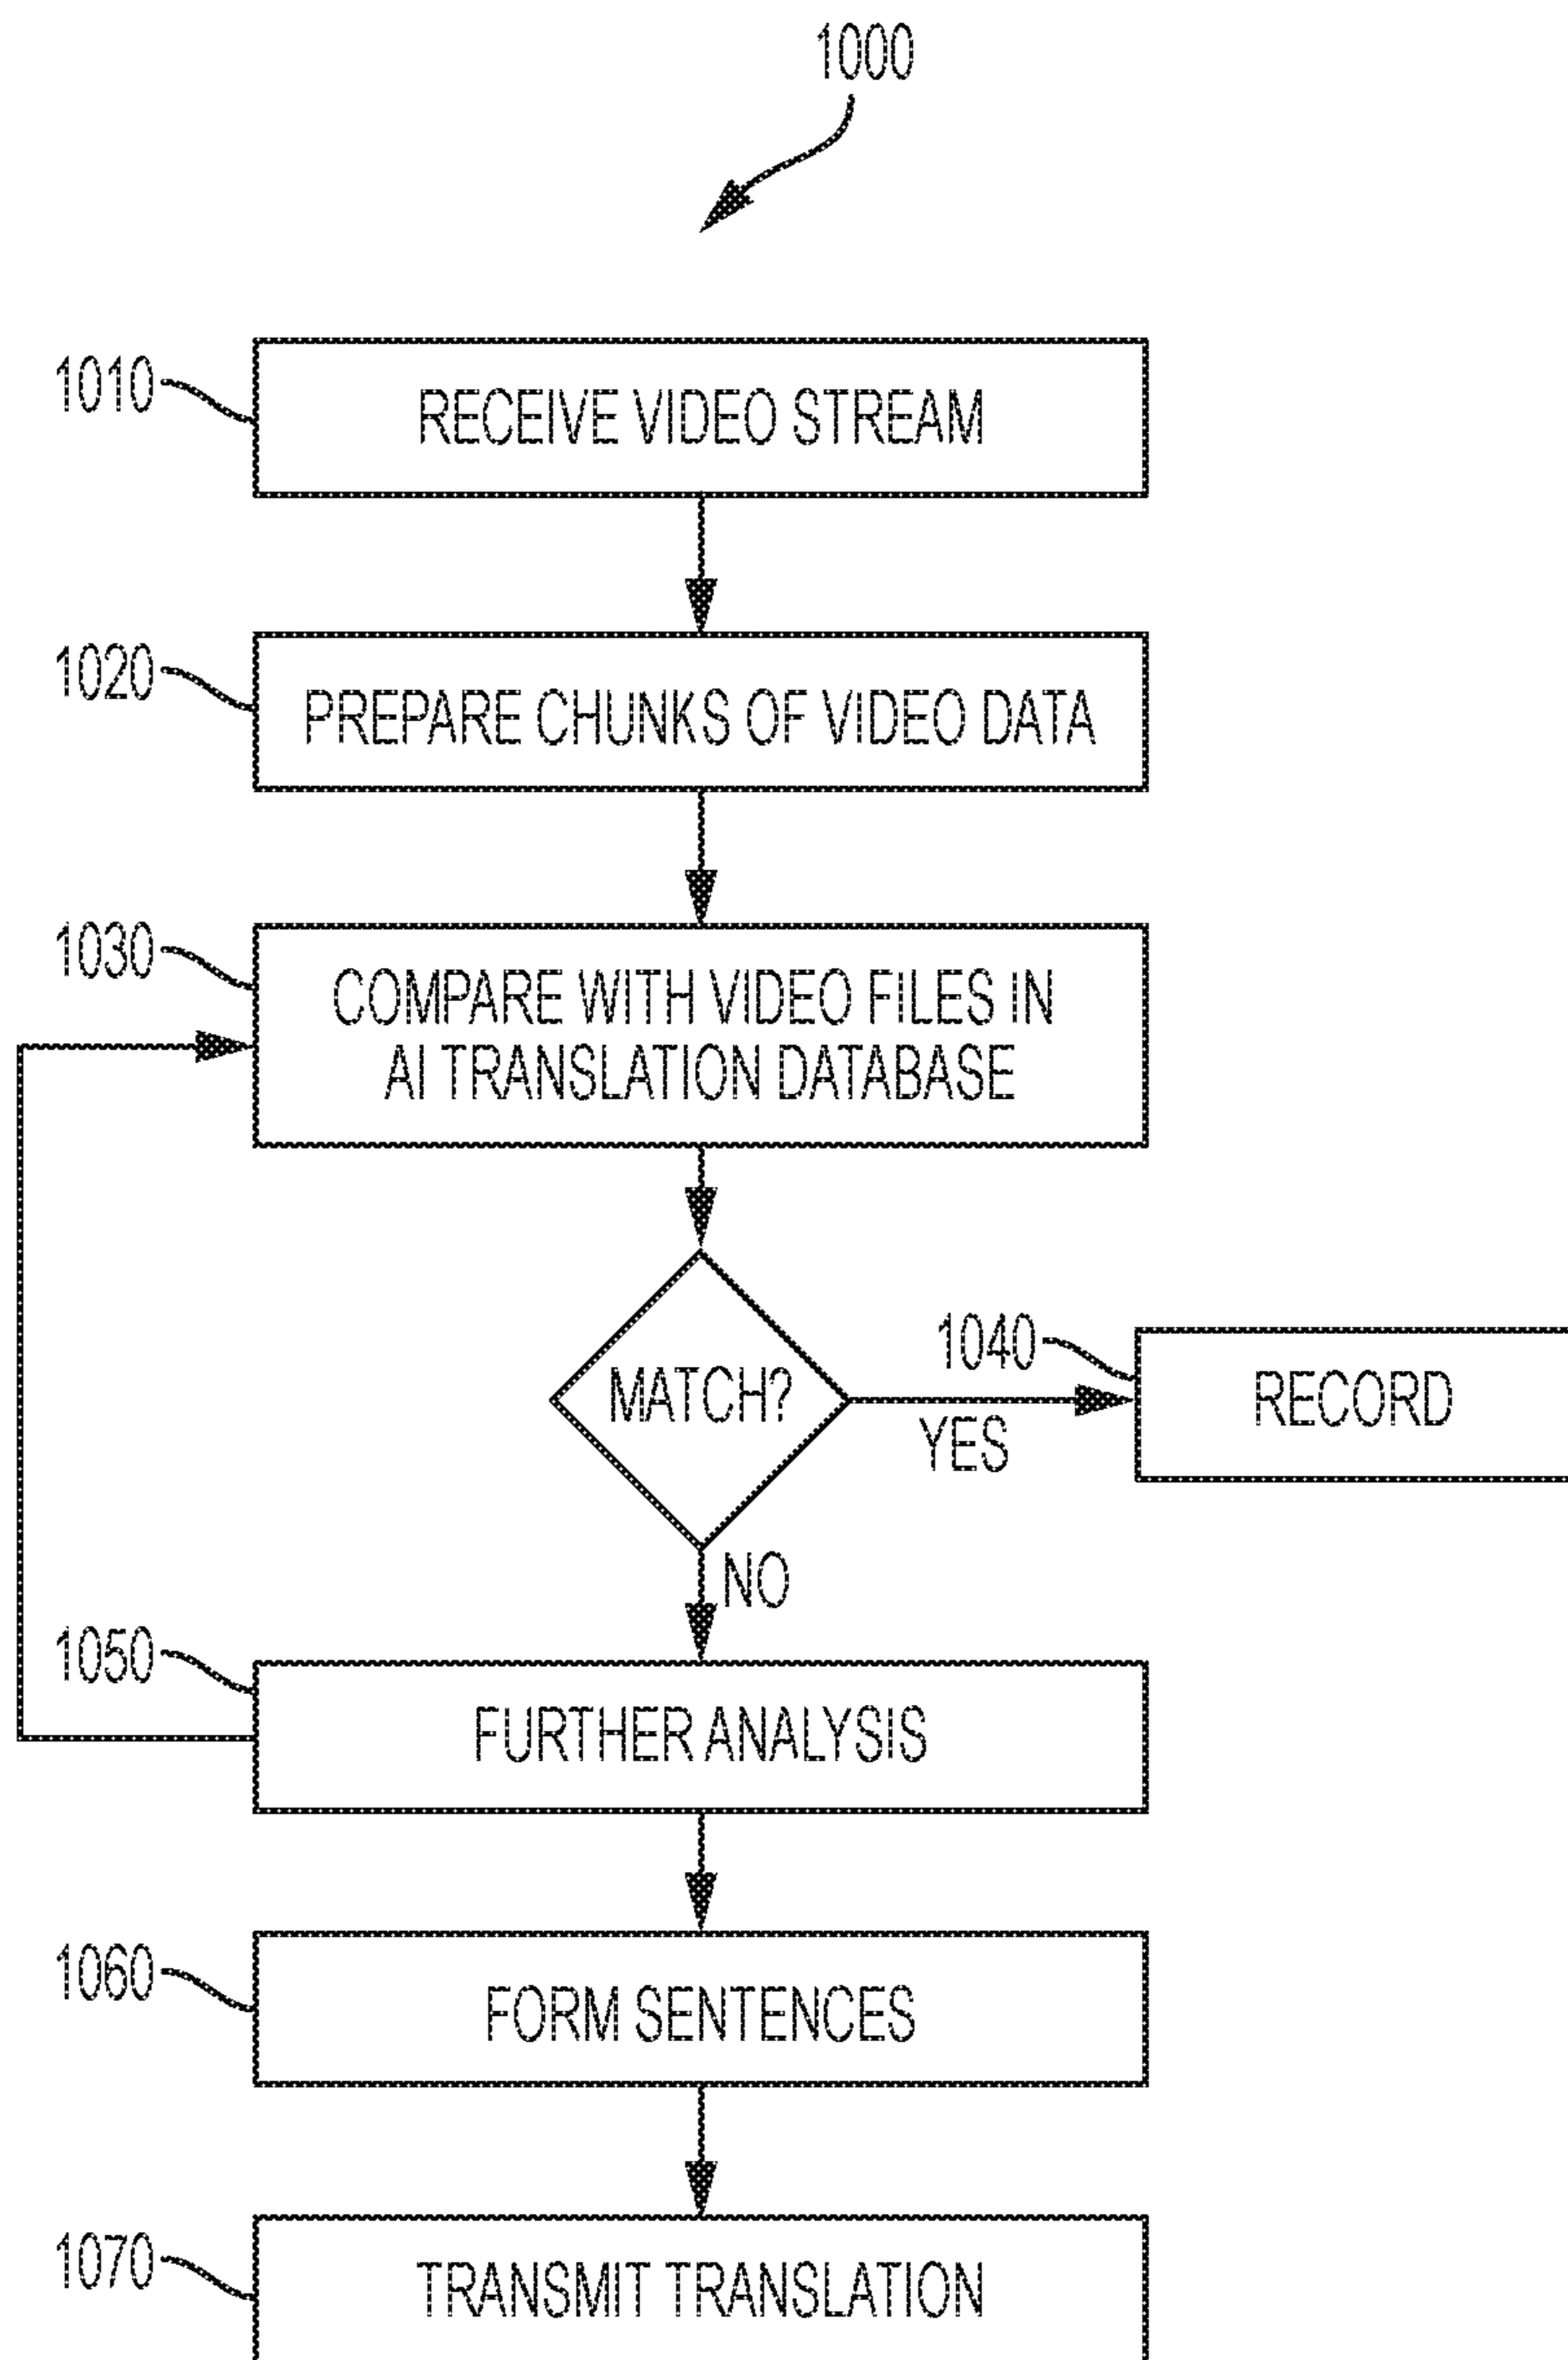 1000
1010
RECEIVE VIDEO STREAM
1020
PREPARE CHUNKS OF VIDEO DATA
1030
COMPARE WITH VIDEO FILES IN
AI TRANSLATION DATABASE
MATCH?
YES
1040
RECORD
NO
1050
FURTHER ANALYSIS
1060
FORM SENTENCES
1070
TRANSMIT TRANSLATION